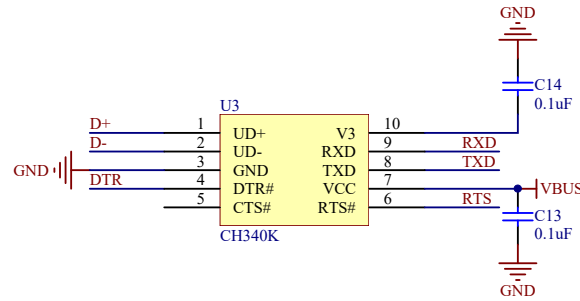 GND
C14
0.1uF
U3
D+ 1 UD+ V3 10
D- 2 UD- RXD 9 RXD
GND 3 GND TXD 8 TXD
DTR 4 DTR# VCC 7 VBUS
5 CTS# RTS# 6 RTS
C13
0.1uF
CH340K
GND